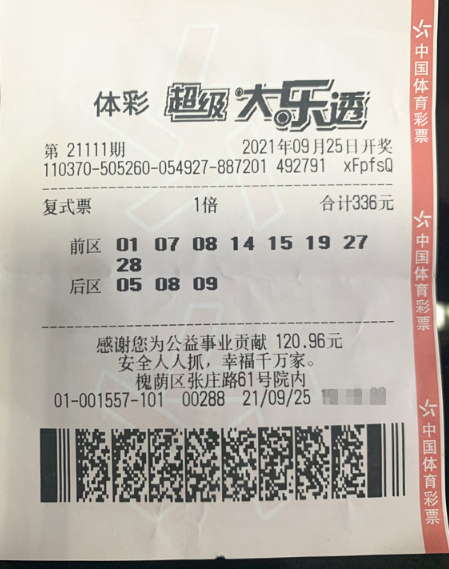 体彩 超级大乐透
第 21111期 2021年09月25日开奖
110370-505260-054927-887201 492791 xFpfsQ
复式票 1倍 合计336元
前区 01 07 08 14 15 19 27
28
后区 05 08 09
感谢您为公益事业贡献 120.96元
安全人人抓，幸福千万家。
槐荫区张庄路61号院内
01-001557-101 00288 21/09/25
中国体育彩票
中国体育彩票
中国体育彩票